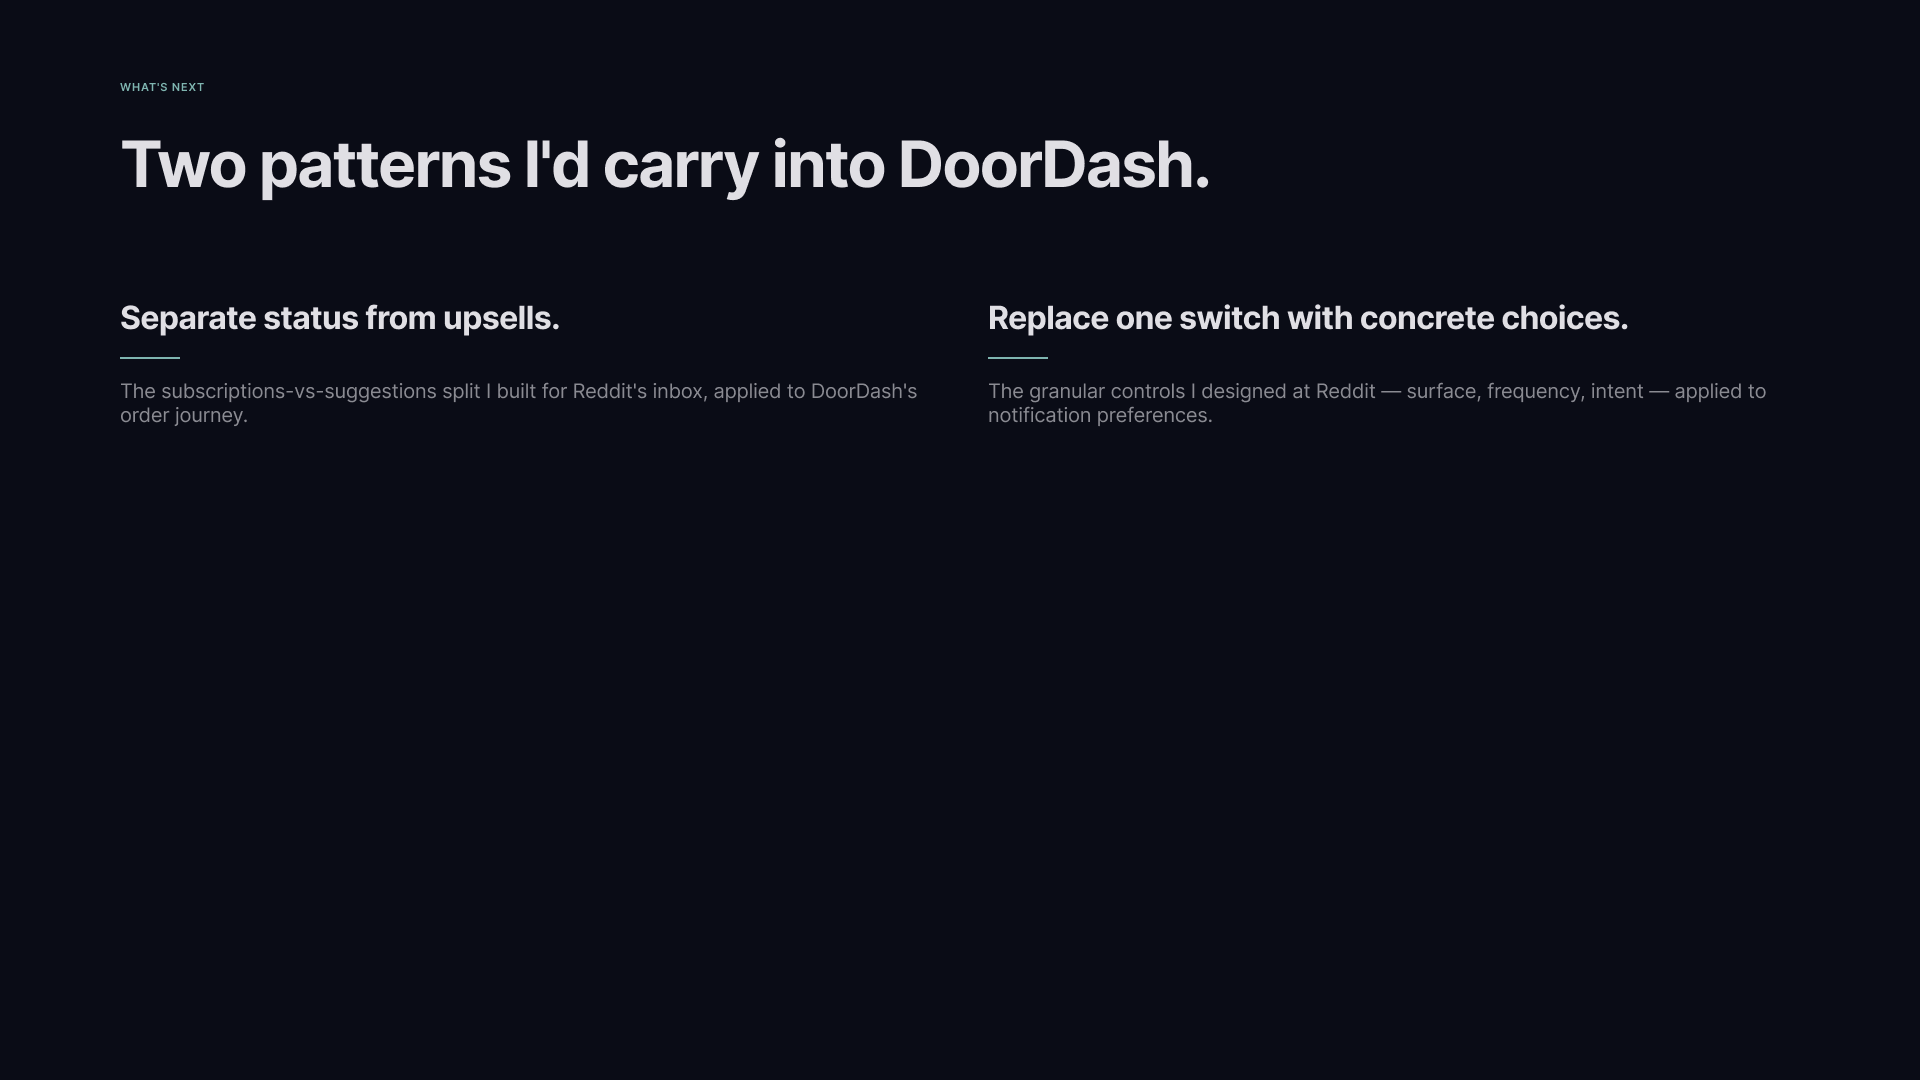 WHAT'S NEXT
Two patterns I'd carry into DoorDash.
Separate status from upsells.
The subscriptions-vs-suggestions split I built for Reddit's inbox, applied to DoorDash's
order journey.
Replace one switch with concrete choices.
The granular controls I designed at Reddit — surface, frequency, intent — applied to
notification preferences.